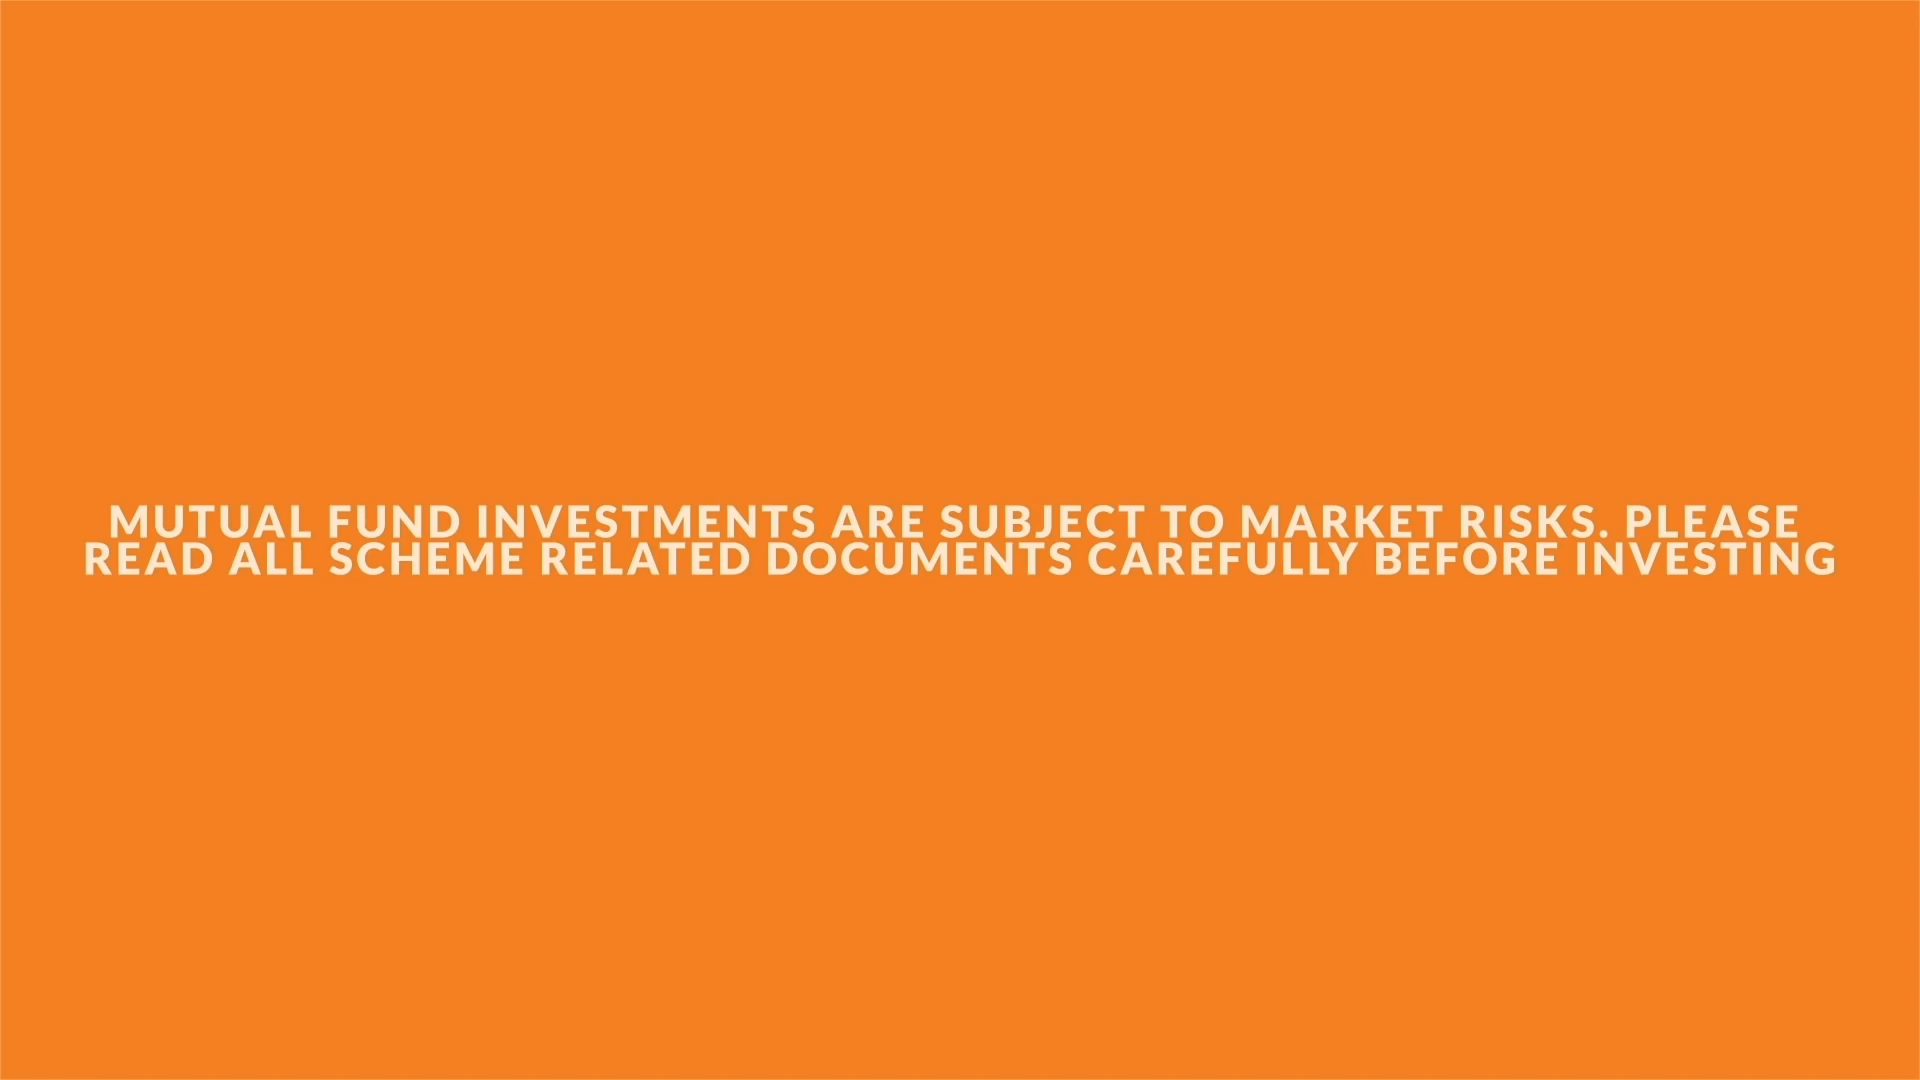 MUTUAL FUND INVESTMENTS ARE SUBJECT TO MARKET RISKS. PLEASE
READ ALL SCHEME RELATED DOCUMENTS CAREFULLY BEFORE INVESTING